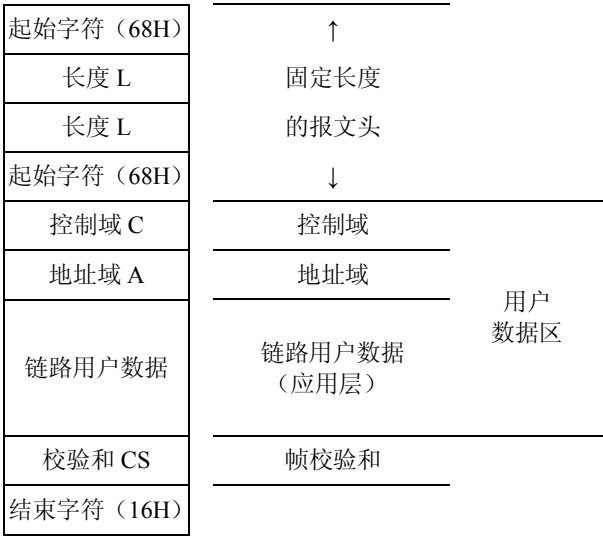 起始字符（68H） ↑
长度 L 固定长度
长度 L 的报文头
起始字符（68H） ↓
控制域 C 控制域
地址域 A 地址域
用户
数据区
链路用户数据 链路用户数据
（应用层）
校验和 CS 帧校验和
结束字符（16H）